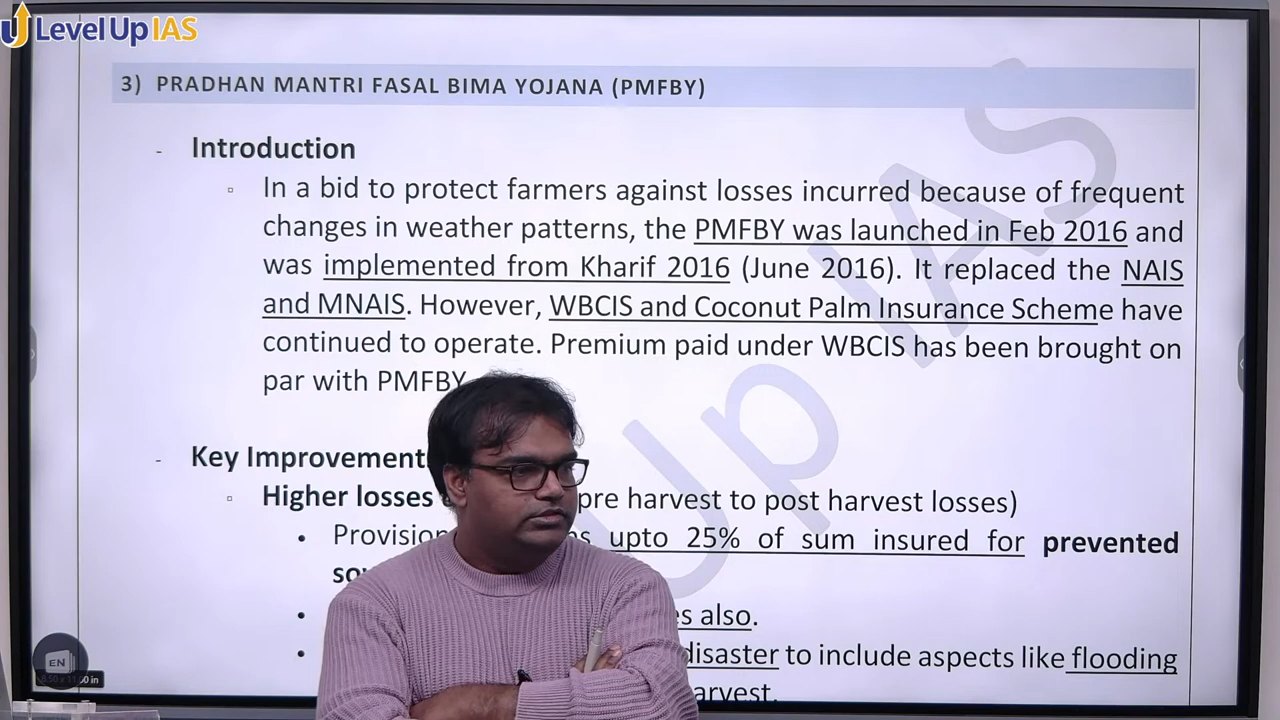 Level Up IAS
3) PRADHAN MANTRI FASAL BIMA YOJANA (PMFBY)
- Introduction
In a bid to protect farmers against losses incurred because of frequent
changes in weather patterns, the PMFBY was launched in Feb 2016 and
was implemented from Kharif 2016 (June 2016). It replaced the NAIS
and MNAIS. However, WBCIS and Coconut Palm Insurance Scheme have
continued to operate. Premium paid under WBCIS has been brought on
par with PMFBY
- Key Improvement
Higher losses pre harvest to post harvest losses)
• Provision upto 25% of sum insured for prevented
• also.
• disaster to include aspects like flooding
arvest.
Up IAS
EN